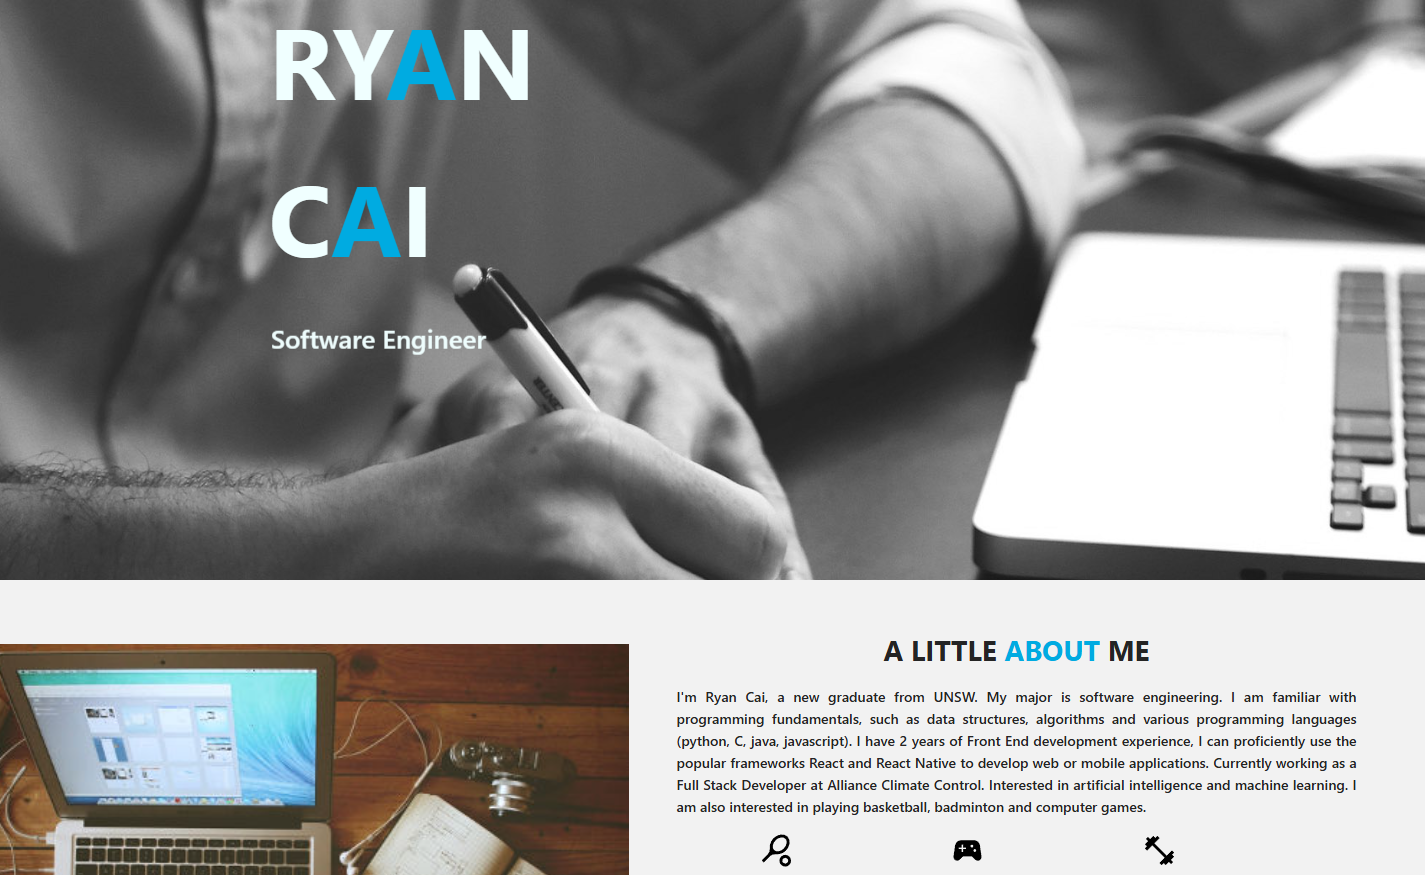 RYAN
CAI
Software Engineer
A LITTLE ABOUT ME
I'm Ryan Cai, a new graduate from UNSW. My major is software engineering. I am familiar with
programming fundamentals, such as data structures, algorithms and various programming languages
(python, C, java, javascript). I have 2 years of Front End development experience, I can proficiently use the
popular frameworks React and React Native to develop web or mobile applications. Currently working as a
Full Stack Developer at Alliance Climate Control. Interested in artificial intelligence and machine learning. I
am also interested in playing basketball, badminton and computer games.